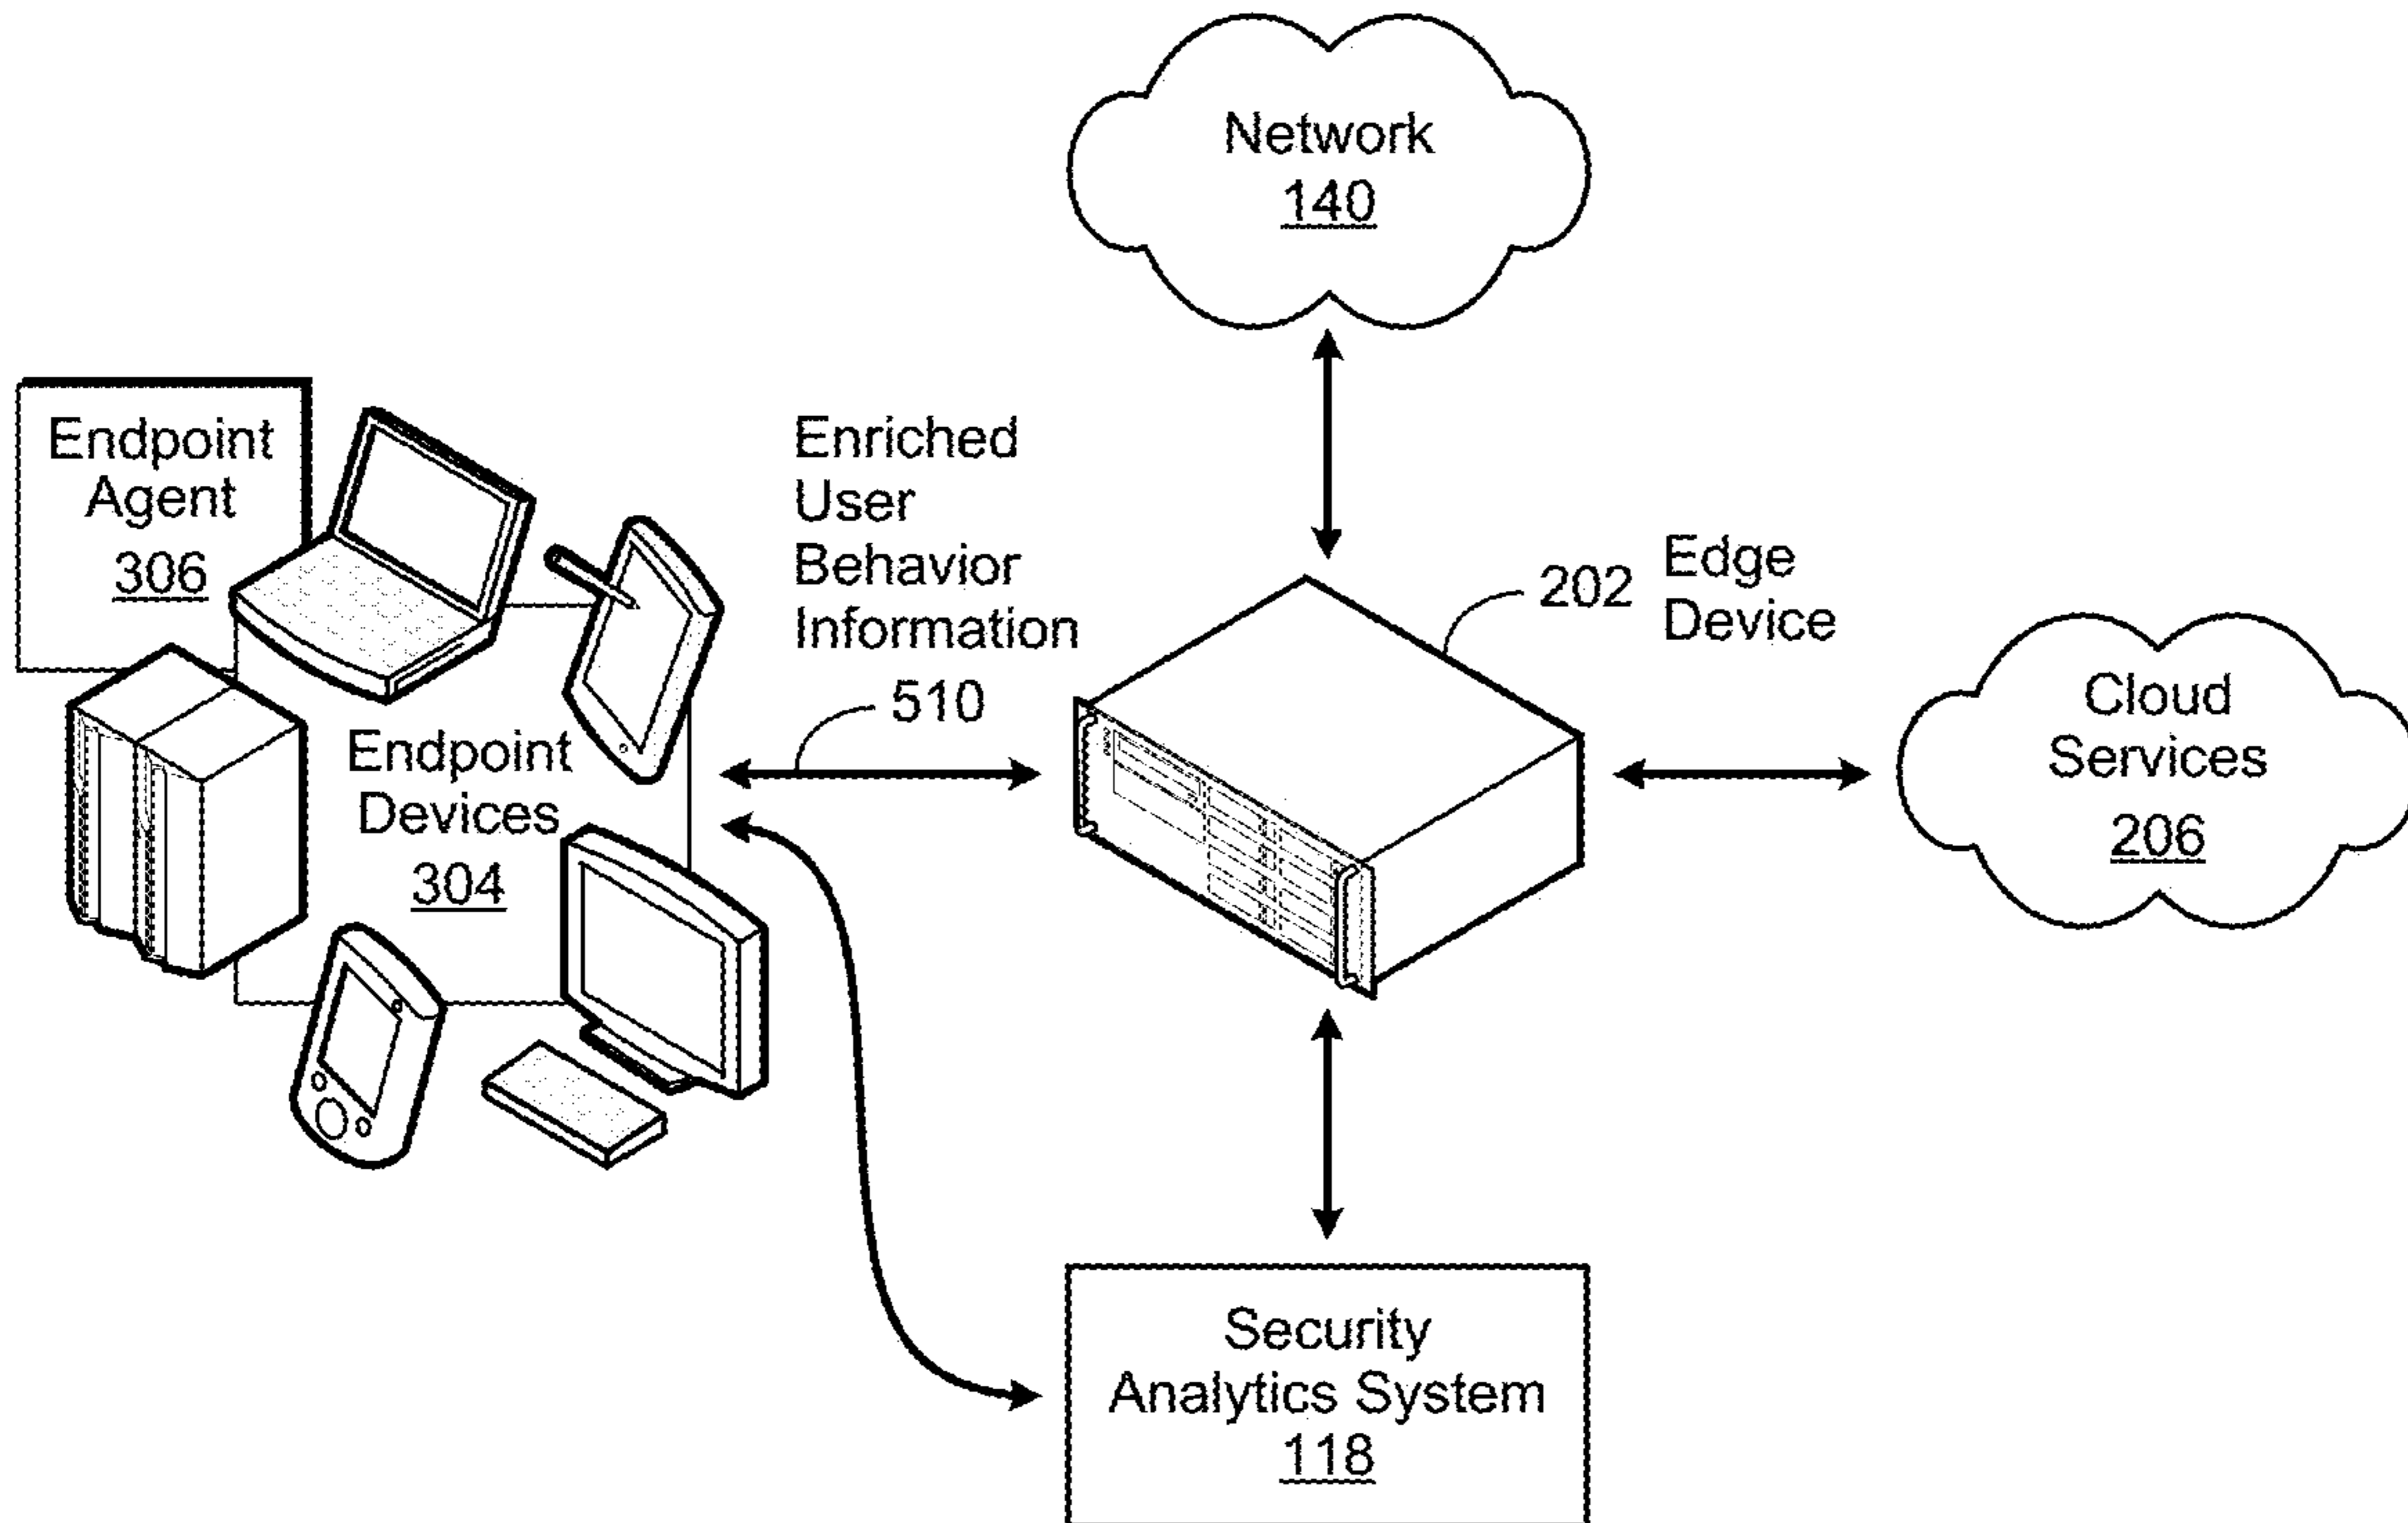 Network
140
Endpoint
Agent
306
Enriched
User
Behavior
Information
510
202
Edge
Device
Cloud
Services
206
Endpoint
Devices
304
Security
Analytics System
118